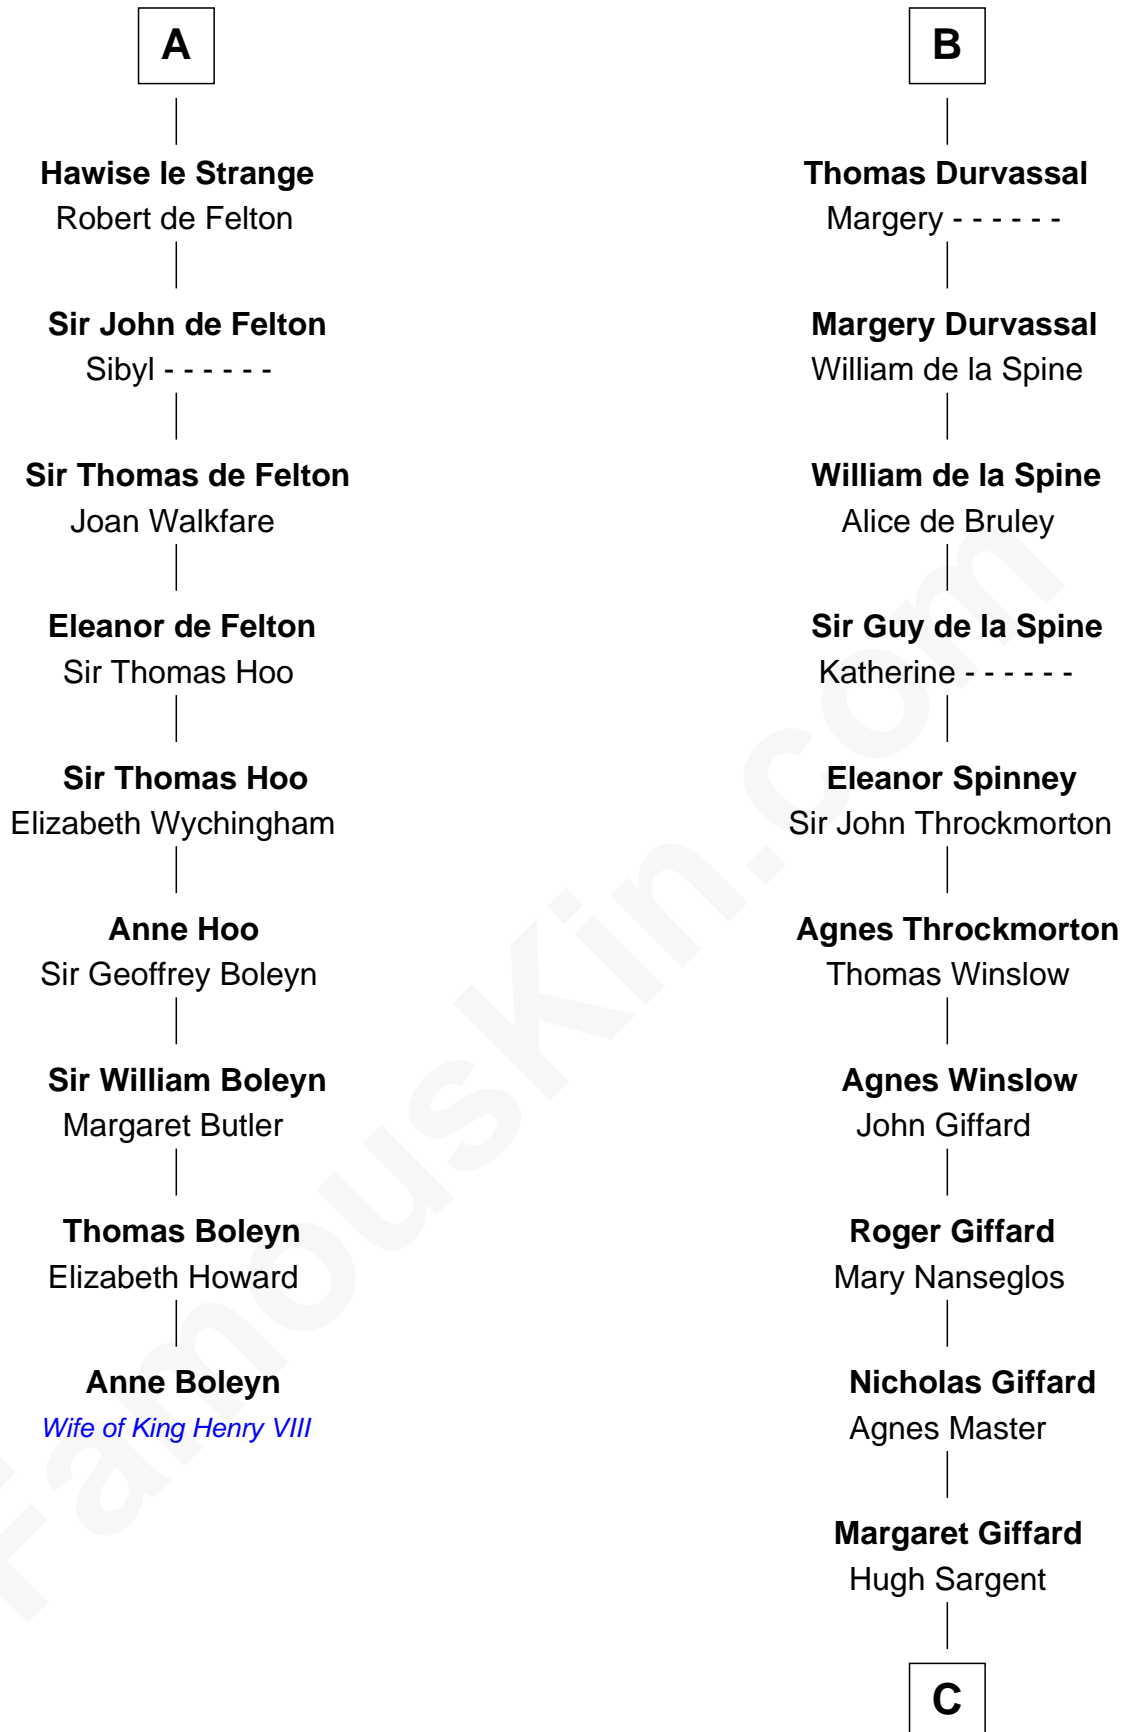 A
Hawise le Strange
Robert de Felton
Sir John de Felton
Sibyl - - - - - -
Sir Thomas de Felton
Joan Walkfare
Eleanor de Felton
Sir Thomas Hoo
Sir Thomas Hoo
Elizabeth Wychingham
Anne Hoo
Sir Geoffrey Boleyn
Sir William Boleyn
Margaret Butler
Thomas Boleyn
Elizabeth Howard
Anne Boleyn
Wife of King Henry VIII
B
Thomas Durvassal
Margery - - - - - -
Margery Durvassal
William de la Spine
William de la Spine
Alice de Bruley
Sir Guy de la Spine
Katherine - - - - - -
Eleanor Spinney
Sir John Throckmorton
Agnes Throckmorton
Thomas Winslow
Agnes Winslow
John Giffard
Roger Giffard
Mary Nanseglos
Nicholas Giffard
Agnes Master
Margaret Giffard
Hugh Sargent
C
FamousKin.com